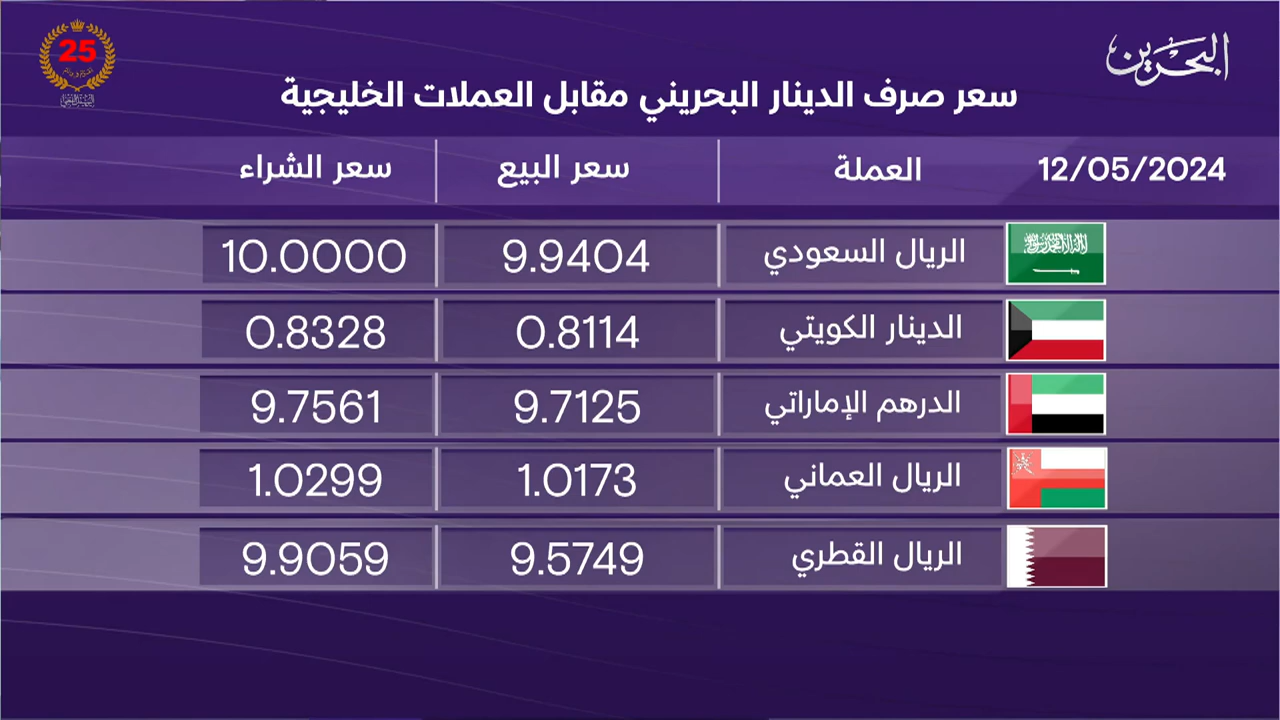 البحرين
25
سعر صرف الدينار البحريني مقابل العملات الخليجية
12/05/2024 العملة سعر البيع سعر الشراء
الريال السعودي 9.9404 10.0000
الدينار الكويتي 0.8114 0.8328
الدرهم الإماراتي 9.7125 9.7561
الريال العماني 1.0173 1.0299
الريال القطري 9.5749 9.9059